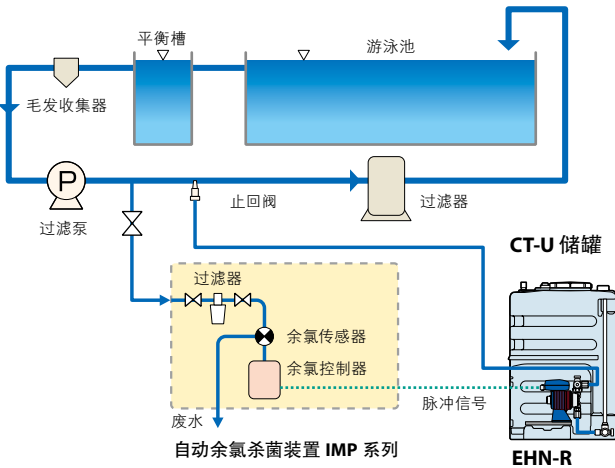 平衡槽
游泳池
毛发收集器
P
过滤泵
止回阀
过滤器
CT-U 储罐
过滤器
余氯传感器
余氯控制器
脉冲信号
废水
自动余氯杀菌装置 IMP 系列
EHN-R